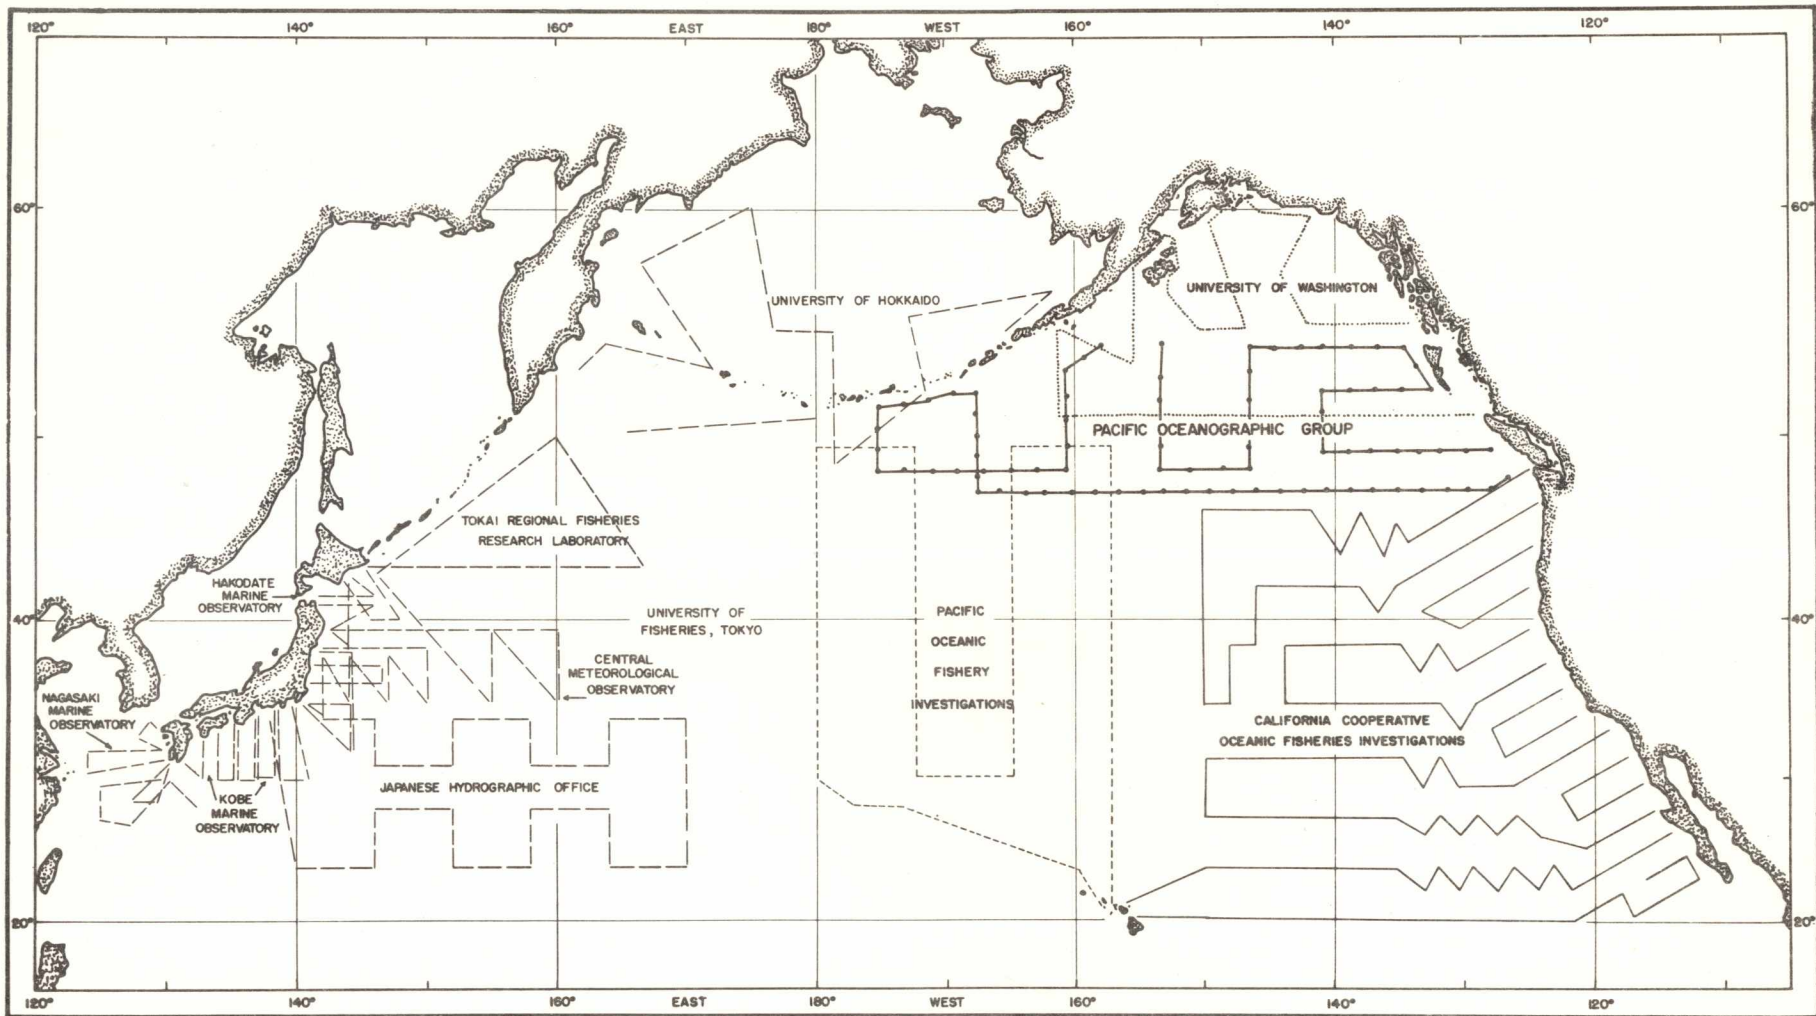 120° 140° 160° EAST 180° WEST 160° 140° 120°
60° 60°
UNIVERSITY OF HOKKAIDO
UNIVERSITY OF WASHINGTON
PACIFIC OCEANOGRAPHIC GROUP
TOKAI REGIONAL FISHERIES
RESEARCH LABORATORY
HAKODATE
MARINE
OBSERVATORY
40° 40°
UNIVERSITY OF
FISHERIES, TOKYO
PACIFIC
OCEANIC
FISHERY
INVESTIGATIONS
CENTRAL
METEOROLOGICAL
OBSERVATORY
NAGASAKI
MARINE
OBSERVATORY
CALIFORNIA COOPERATIVE
OCEANIC FISHERIES INVESTIGATIONS
JAPANESE HYDROGRAPHIC OFFICE
KOBE
MARINE
OBSERVATORY
20° 20°
120° 140° 160° EAST 180° WEST 160° 140° 120°